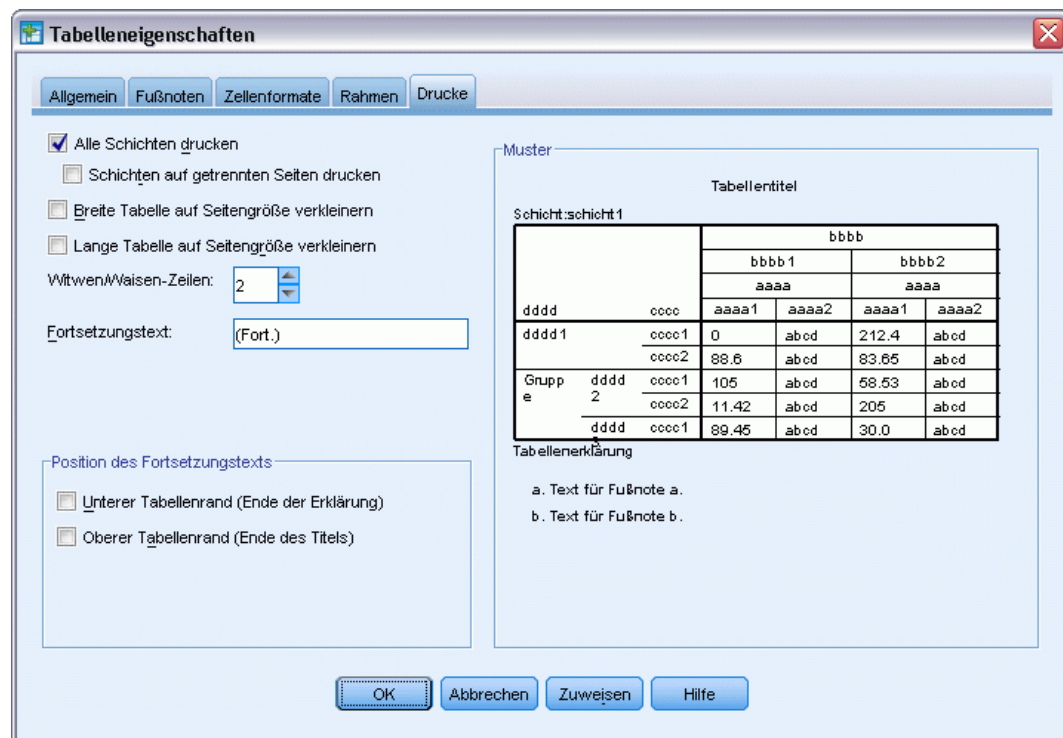 Tabelleneigenschaften
Allgemein Fußnoten Zellenformate Rahmen Drucke
Alle Schichten drucken
Schichten auf getrennten Seiten drucken
Breite Tabelle auf Seitengröße verkleinern
Lange Tabelle auf Seitengröße verkleinern
Witwen/Waisen-Zeilen: 2
Fortsetzungstext: (Fort.)
Position des Fortsetzungstexts
Unterer Tabellenrand (Ende der Erklärung)
Oberer Tabellenrand (Ende des Titels)
Muster
Tabellentitel
Schicht:schicht1
bbbb
bbbb1 bbbb2
aaaa aaaa
dddd cccc aaaa1 aaaa2 aaaa1 aaaa2
dddd1 cccc1 0 abcd 212.4 abcd
cccc2 88.6 abcd 83.65 abcd
Grupp dddd cccc1 105 abcd 58.53 abcd
e 2
cccc2 11.42 abcd 205 abcd
dddd cccc1 89.45 abcd 30.0 abcd
Tabellenerklärung
a. Text für Fußnote a.
b. Text für Fußnote b.
OK Abbrechen Zuweisen Hilfe